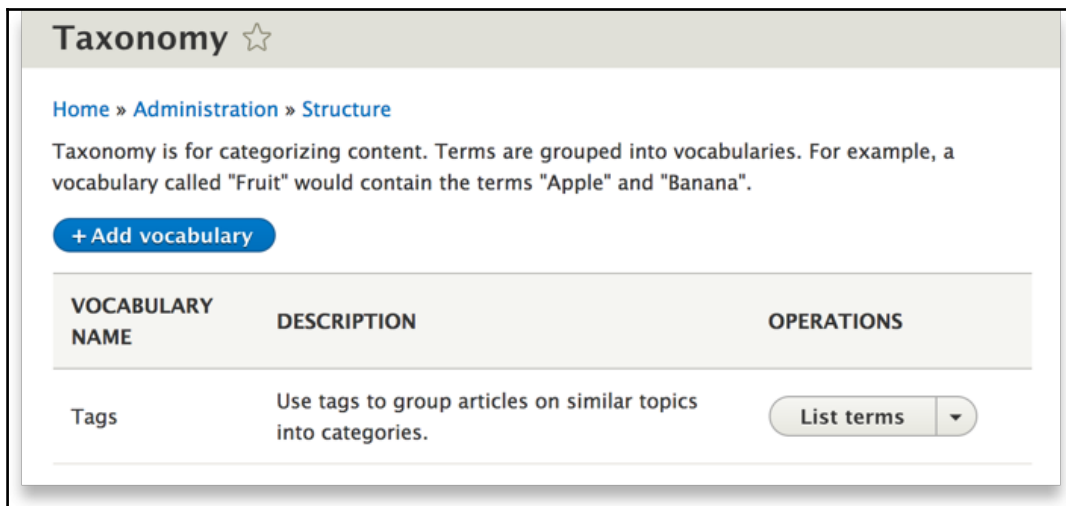 Taxonomy
Home » Administration » Structure
Taxonomy is for categorizing content. Terms are grouped into vocabularies. For example, a
vocabulary called "Fruit" would contain the terms "Apple" and "Banana".
+ Add vocabulary
VOCABULARY
NAME
DESCRIPTION
OPERATIONS
Tags
Use tags to group articles on similar topics
into categories.
List terms